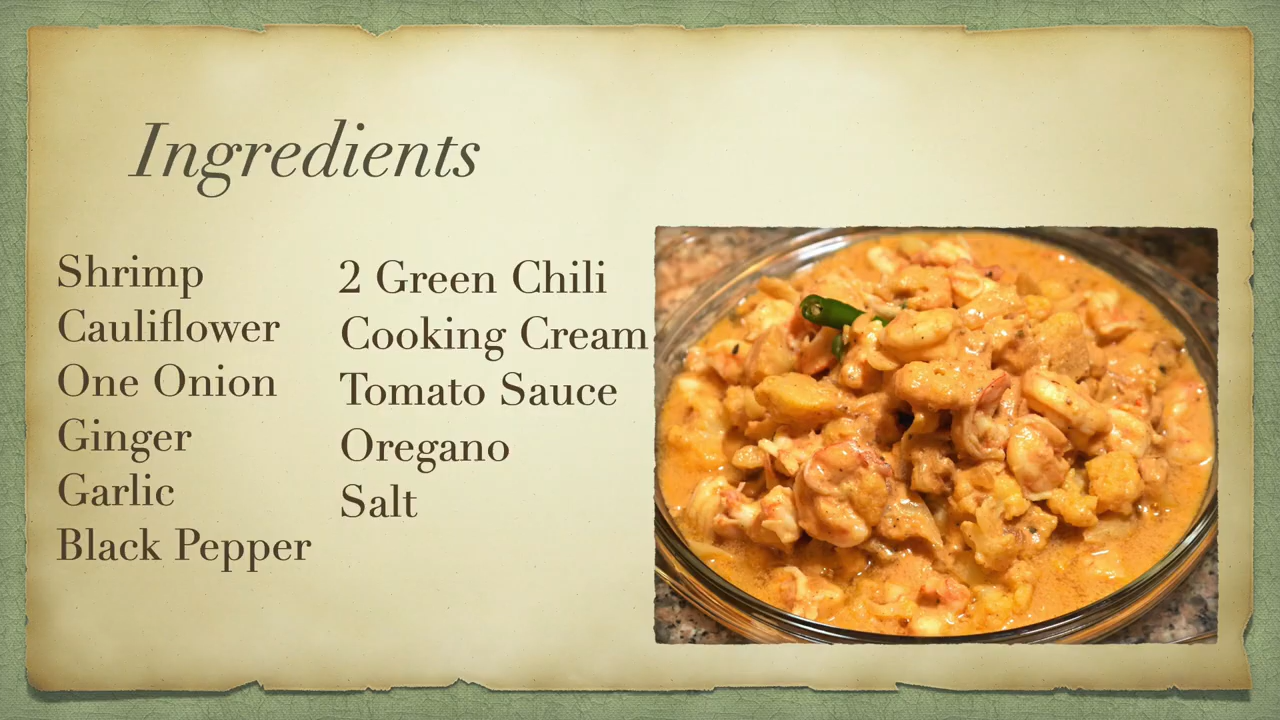 Ingredients
Shrimp
Cauliflower
One Onion
Ginger
Garlic
Black Pepper
2 Green Chili
Cooking Cream
Tomato Sauce
Oregano
Salt